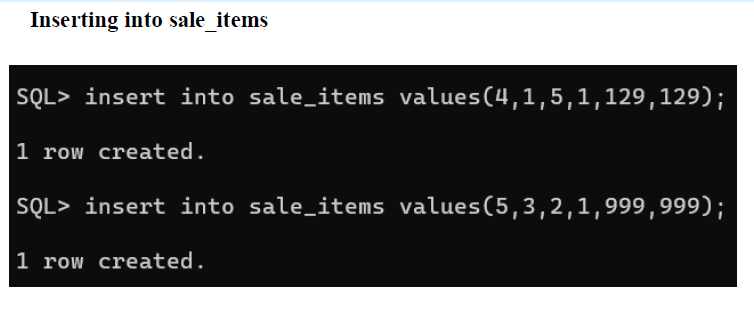 Inserting into sale_items
SQL> insert into sale_items values(4,1,5,1,129,129);
1 row created.
SQL> insert into sale_items values(5,3,2,1,999,999);
1 row created.